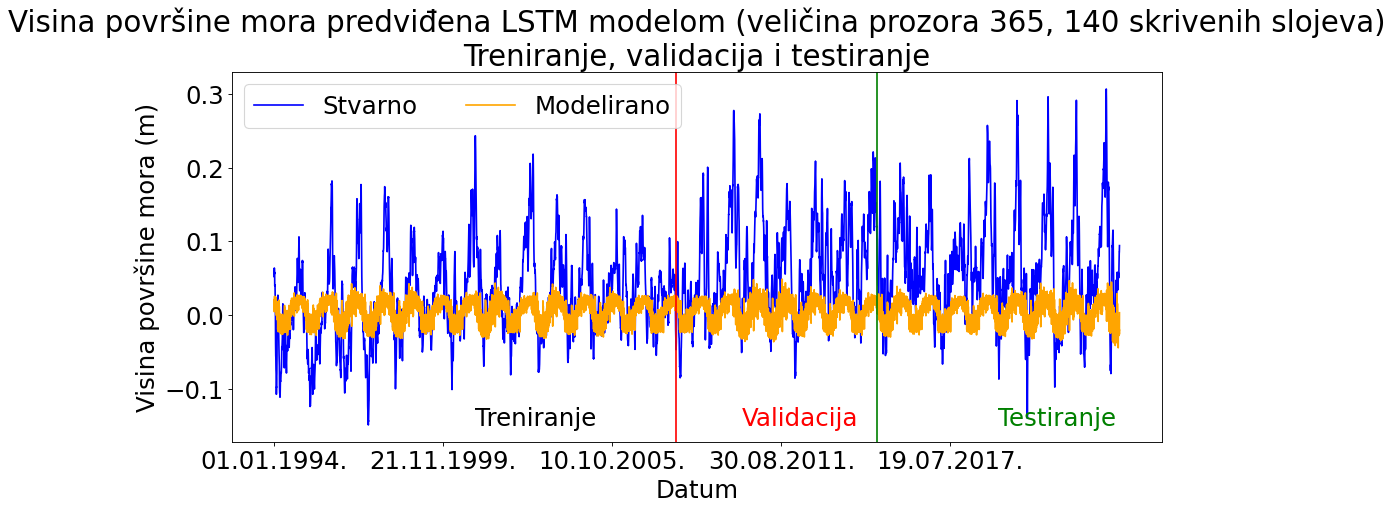 Visina površine mora predviđena LSTM modelom (veličina prozora 365, 140 skrivenih slojeva)
Treniranje, validacija i testiranje
Stvarno
Modelirano
Visina površine mora (m)
0.3
0.2
0.1
0.0
−0.1
Treniranje
Validacija
Testiranje
01.01.1994.
21.11.1999.
10.10.2005.
30.08.2011.
19.07.2017.
Datum